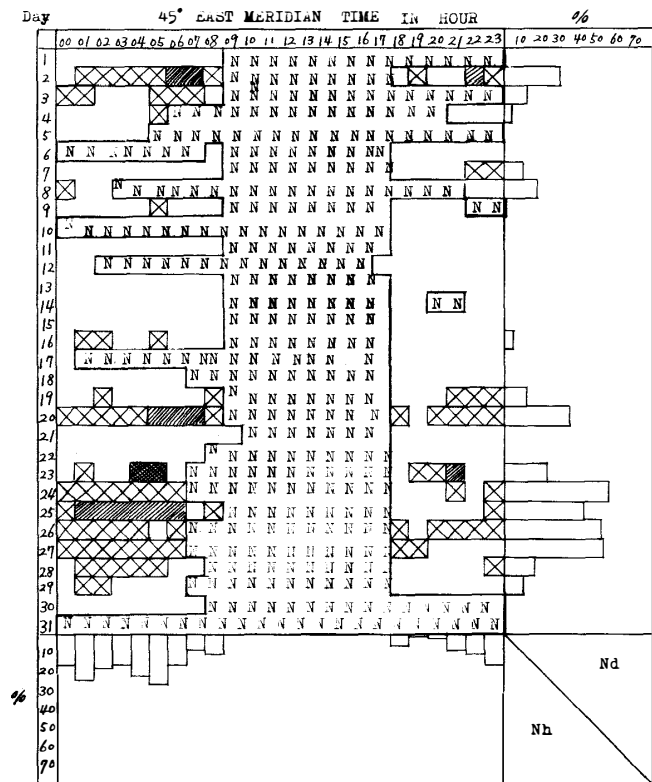 Day 45° EAST MERIDIAN TIME IN HOUR %
00 01 02 03 04 05 06 07 08 09 10 11 12 13 14 15 16 17 18 19 20 21 22 23 10 20 30 40 50 60 70
1 N N N N N N N N N N N N N N N
2 N N N N N N N N N
3 N N N N N N N N N N N N N N N
4 N N N N N N N N N N N N N N N
5 N N N N N N N N N N N N N N N N N N N
6 N N N N N N N N N N N N N N N N
7 N N N N N N N N N
8 N N N N N N N N N N N N N N N N N N N
9 N N N N N N N N N N
10 N N N N N N N N N N N N N N N N N N
11 N N N N N N N N
12 N N N N N N N N N N N N N N N
13 N N N N N N N N
14 N N N N N N N N N N
15 N N N N N N N N
16 N N N N N N N N
17 N N N N N N N N N N N N N N N
18 N N N N N N N N N N
19 N N N N N N N N
20 N N N N N N N N N
21 N N N N N N N
22 N N N N N N N N N N
23 N N N N N N N N N N N
24 N N N N N N N N N N N
25 N N N N N N N N N
26 N N N N N N N N N N N
27 N N N N N N N N N N N
28 N N N N N N N N N N
29 N N N N N N N N N N N
30 N N N N N N N N N N N N N N N N
31 N N N N N N N N N N N N N N N N N N N N N N N N
10
20 Nd
30
% 40
50 Nh
60
70